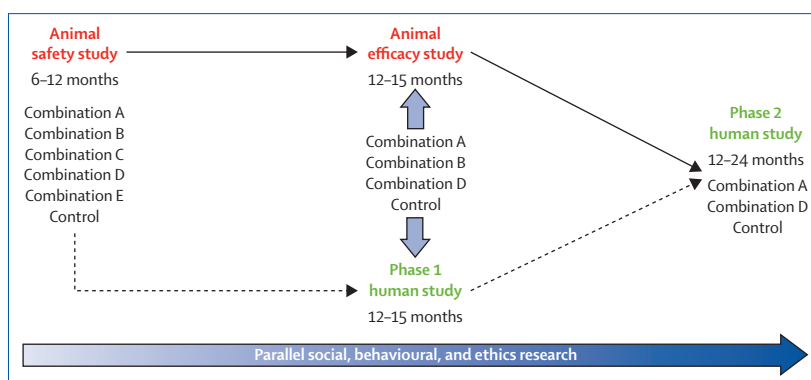 Animal
safety study
6–12 months
Combination A
Combination B
Combination C
Combination D
Combination E
Control
Animal
efficacy study
12–15 months
Combination A
Combination B
Combination D
Control
Phase 1
human study
12–15 months
Phase 2
human study
12–24 months
Combination A
Combination D
Control
Parallel social, behavioural, and ethics research